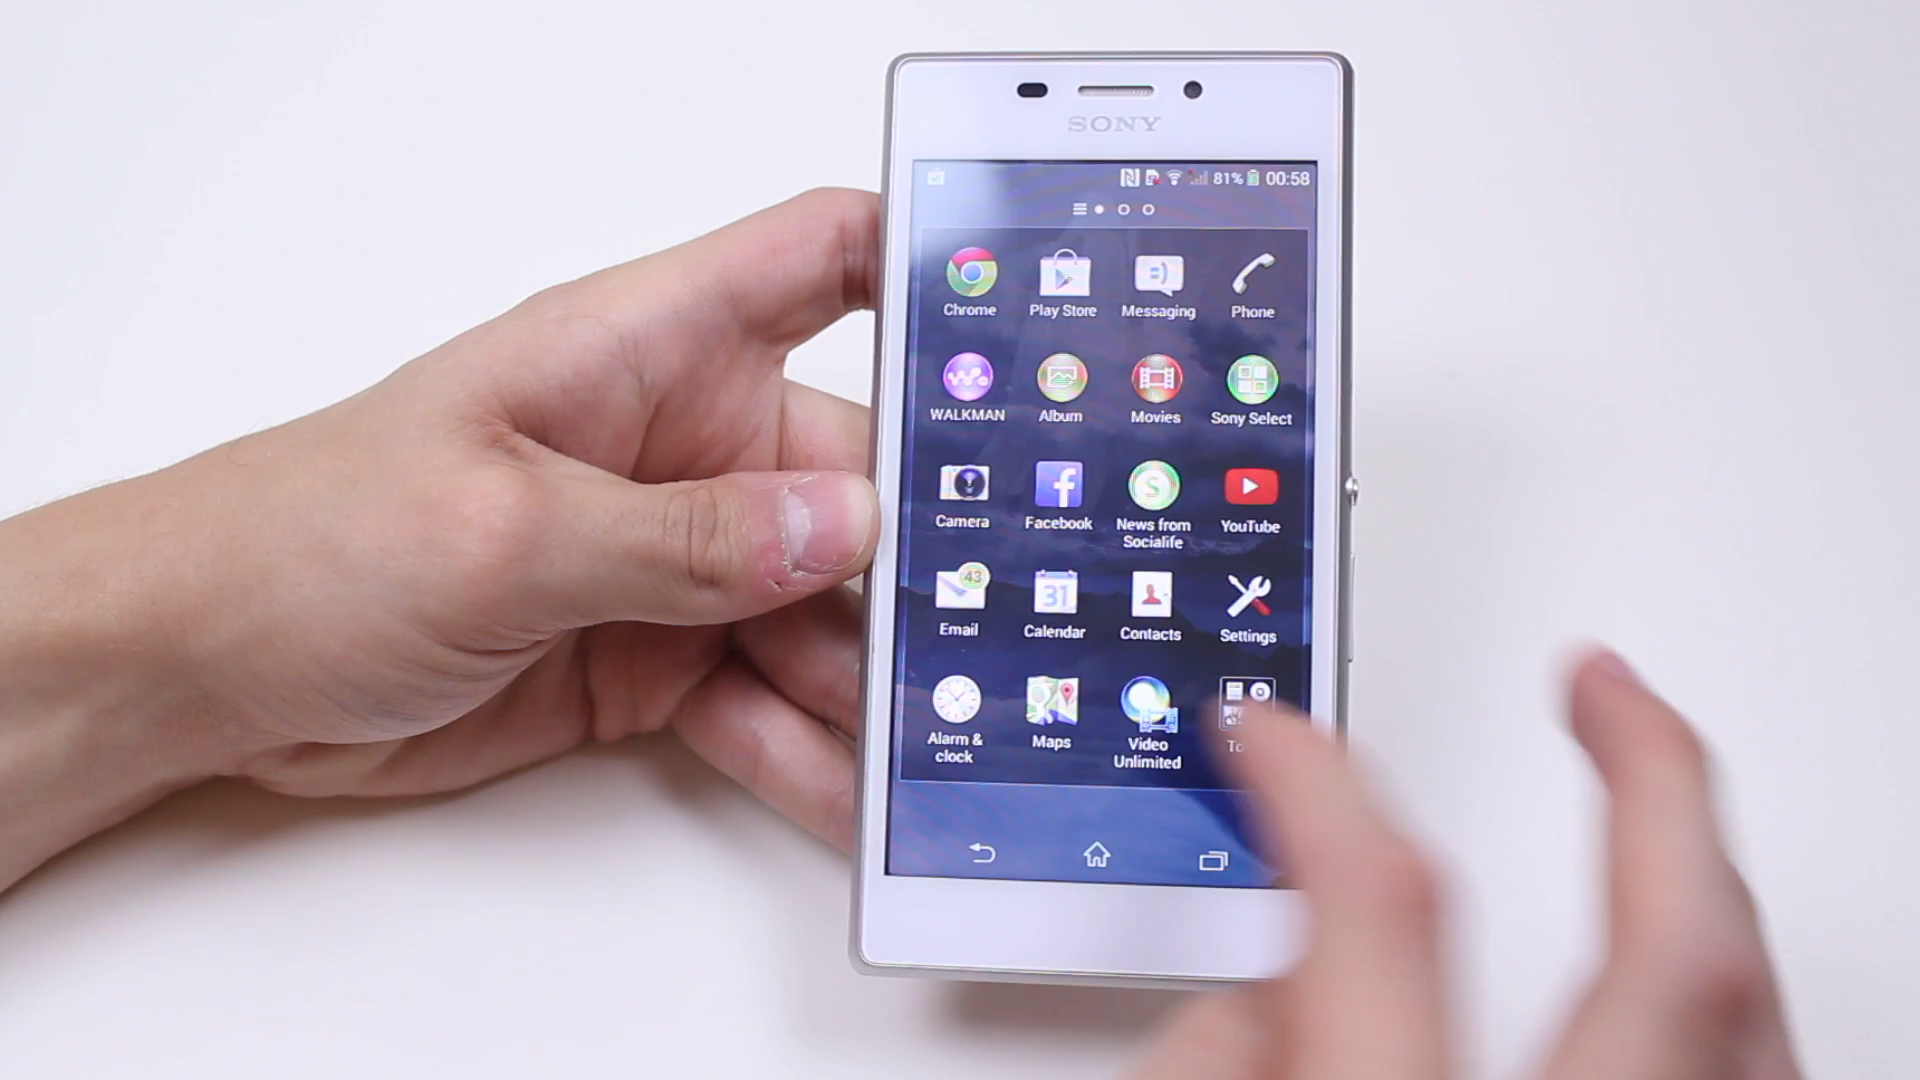 SONY
81% 00:58
Chrome Play Store Messaging Phone
WALKMAN Album Movies Sony Select
Camera Facebook News from YouTube
Socialife
43
31
Email Calendar Contacts Settings
Alarm & Maps Video
clock Unlimited